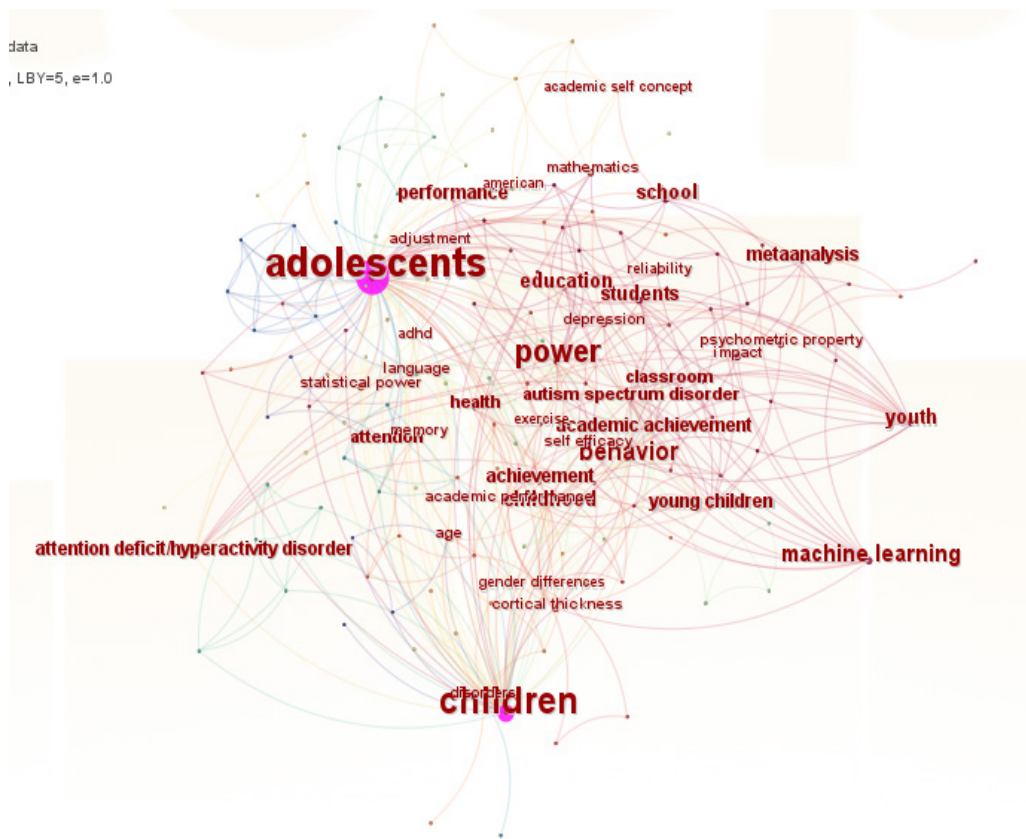 data
, LBY=5, e=1.0
academic self concept
mathematics
american
performance
school
adjustment
metaanalysis
adolescents
reliability
education
students
depression
adhd
psychometric property
power
impact
language
statistical power
classroom
autism spectrum disorder
health
exercise
youth
academic achievement
memory
attention
self efficacy
behavior
achievement
academic performance
childhood
young children
age
attention deficit/hyperactivity disorder
machine learning
gender differences
cortical thickness
disorders
children